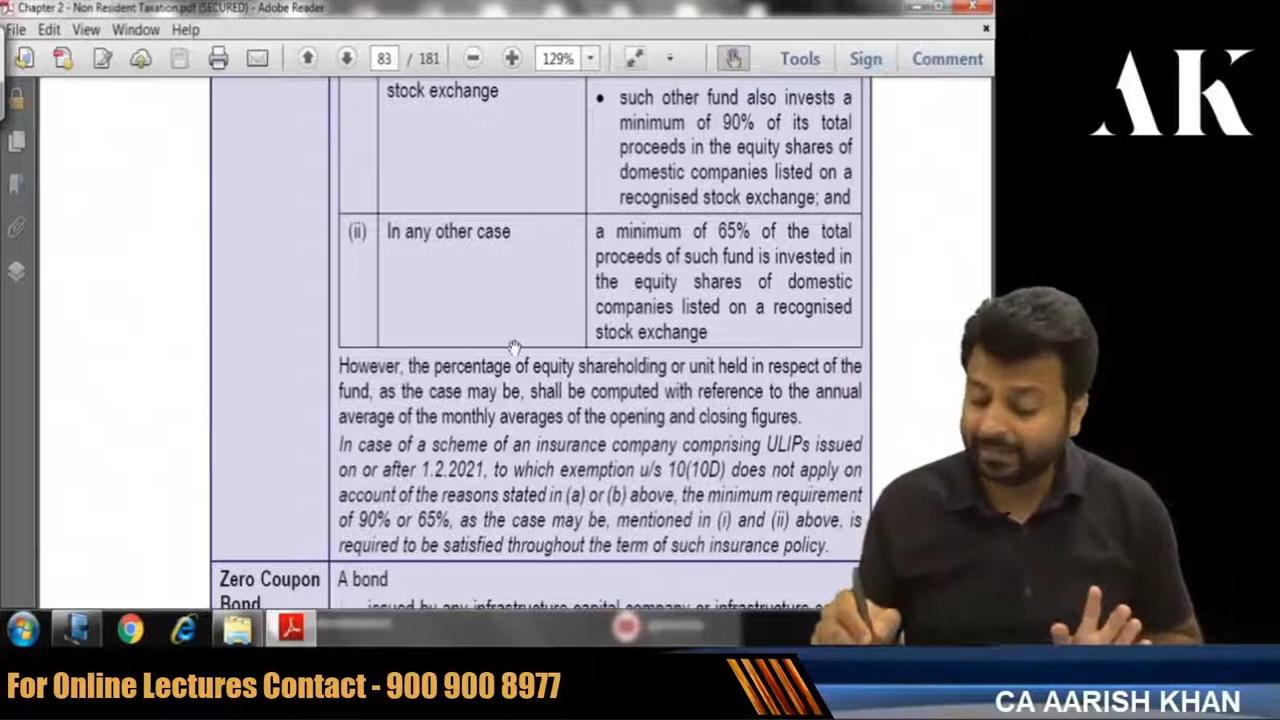 Chapter 2 - Non Resident Taxation.pdf (SECURED) - Adobe Reader
File Edit View Window Help
83 / 181
129%
Tools Sign Comment
AK
stock exchange
• such other fund also invests a
minimum of 90% of its total
proceeds in the equity shares of
domestic companies listed on a
recognised stock exchange; and
(ii) In any other case
a minimum of 65% of the total
proceeds of such fund is invested in
the equity shares of domestic
companies listed on a recognised
stock exchange
However, the percentage of equity shareholding or unit held in respect of the
fund, as the case may be, shall be computed with reference to the annual
average of the monthly averages of the opening and closing figures.
In case of a scheme of an insurance company comprising ULIPs issued
on or after 1.2.2021, to which exemption u/s 10(10D) does not apply on
account of the reasons stated in (a) or (b) above, the minimum requirement
of 90% or 65%, as the case may be, mentioned in (i) and (ii) above, is
required to be satisfied throughout the term of such insurance policy.
Zero Coupon
Bond
A bond
issued by any infrastructure capital company or infrastructure
For Online Lectures Contact - 900 900 8977
CA AARISH KHAN